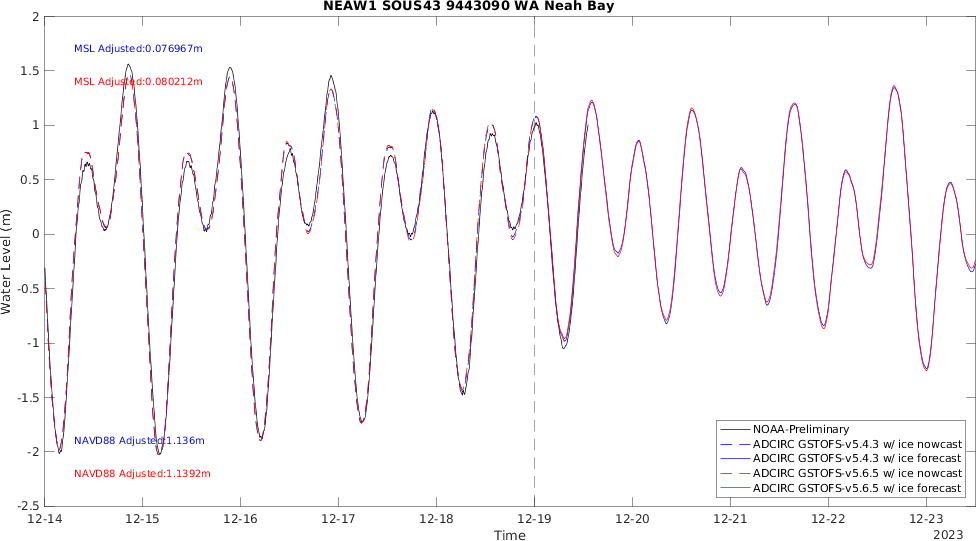 NEAW1 SOUS43 9443090 WA Neah Bay
2
1.5
1
0.5
0
-0.5
-1
-1.5
-2
-2.5
Water Level (m)
MSL Adjusted:0.076967m
MSL Adjusted:0.080212m
NAVD88 Adjusted:1.136m
NAVD88 Adjusted:1.1392m
NOAA-Preliminary
ADCIRC GSTOFS-v5.4.3 w/ ice nowcast
ADCIRC GSTOFS-v5.4.3 w/ ice forecast
ADCIRC GSTOFS-v5.6.5 w/ ice nowcast
ADCIRC GSTOFS-v5.6.5 w/ ice forecast
12-14 12-15 12-16 12-17 12-18 12-19 12-20 12-21 12-22 12-23
Time
2023